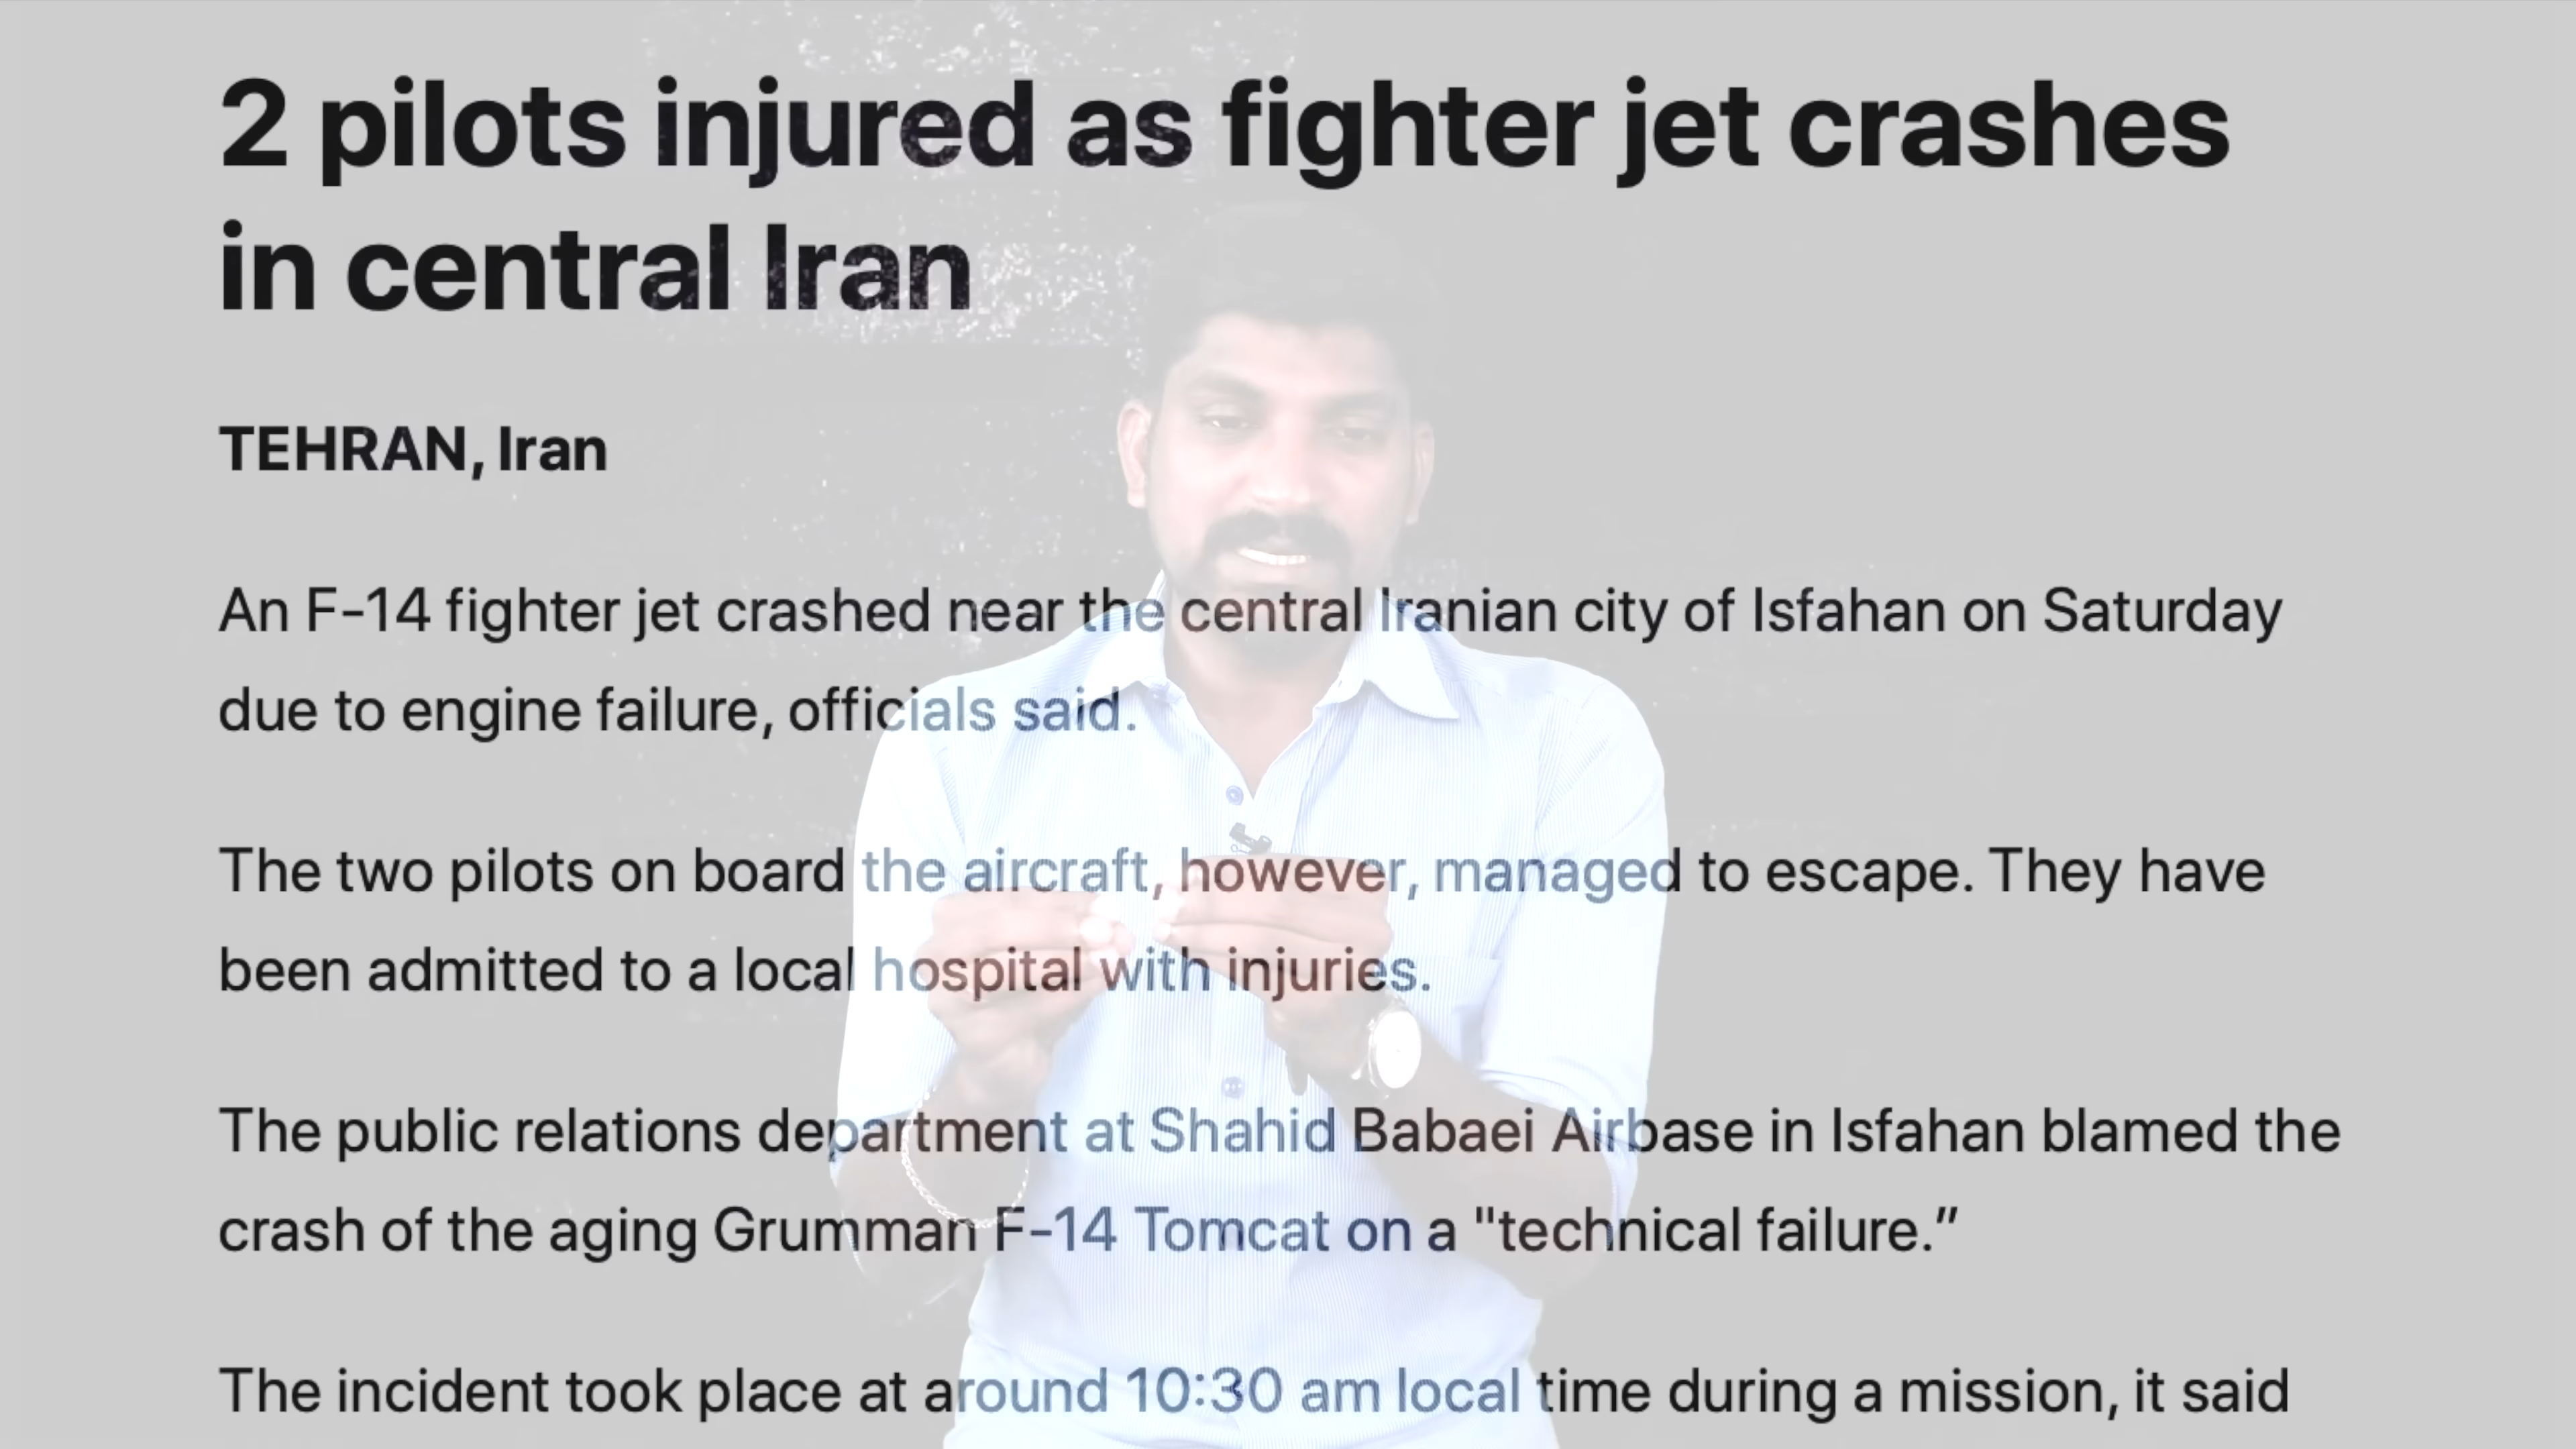 2 pilots injured as fighter jet crashes
in central Iran
TEHRAN, Iran
An F-14 fighter jet crashed near the central Iranian city of Isfahan on Saturday
due to engine failure, officials said.
The two pilots on board the aircraft, however, managed to escape. They have
been admitted to a local hospital with injuries.
The public relations department at Shahid Babaei Airbase in Isfahan blamed the
crash of the aging Grumman F-14 Tomcat on a "technical failure.”
The incident took place at around 10:30 am local time during a mission, it said